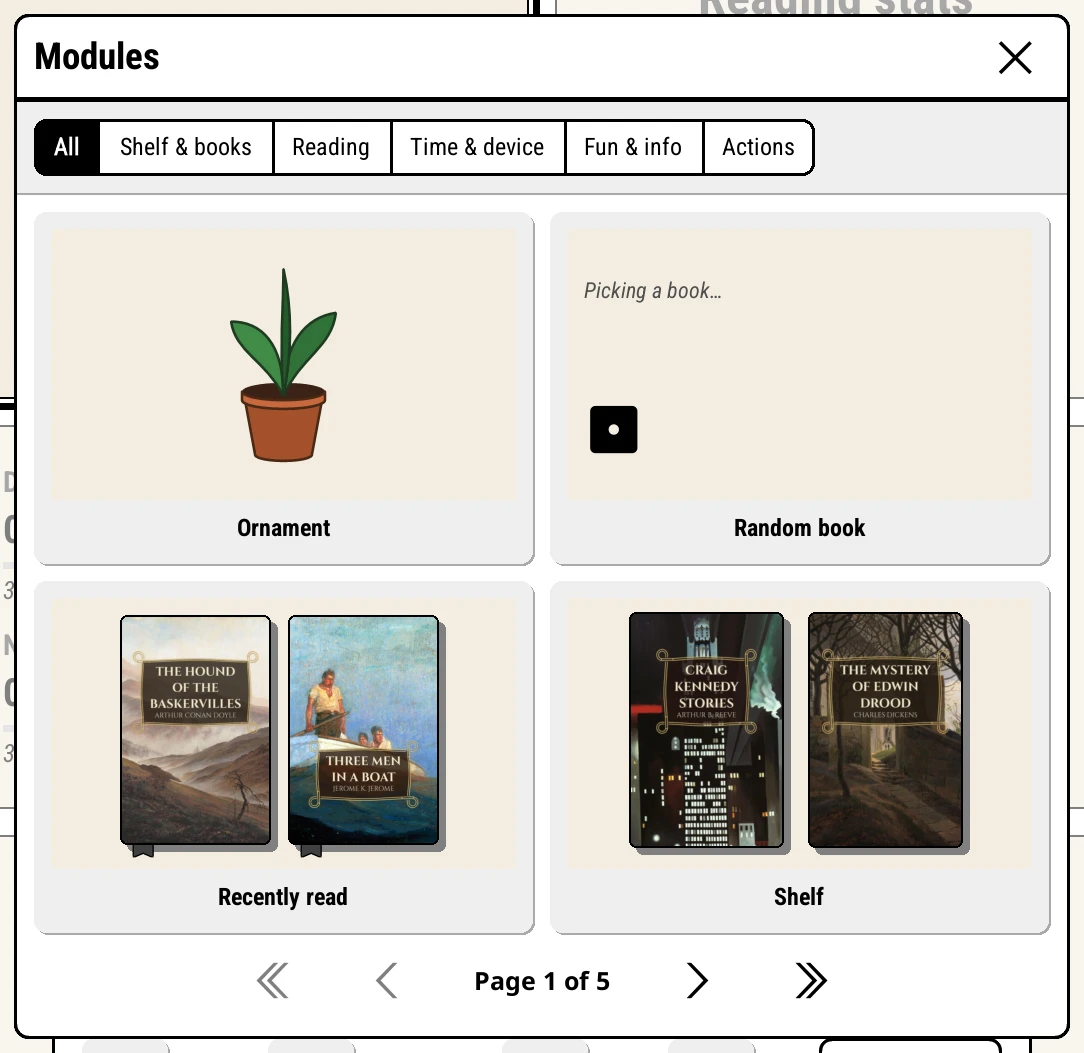 Reading stats
Modules
All
Shelf & books
Reading
Time & device
Fun & info
Actions
Picking a book…
Ornament
Random book
THE HOUND
OF THE
BASKERVILLES
ARTHUR CONAN DOYLE
THREE MEN
IN A BOAT
JEROME K. JEROME
CRAIG
KENNEDY
STORIES
ARTHUR B. REEVE
THE MYSTERY
OF EDWIN
DROOD
CHARLES DICKENS
Recently read
Shelf
Page 1 of 5